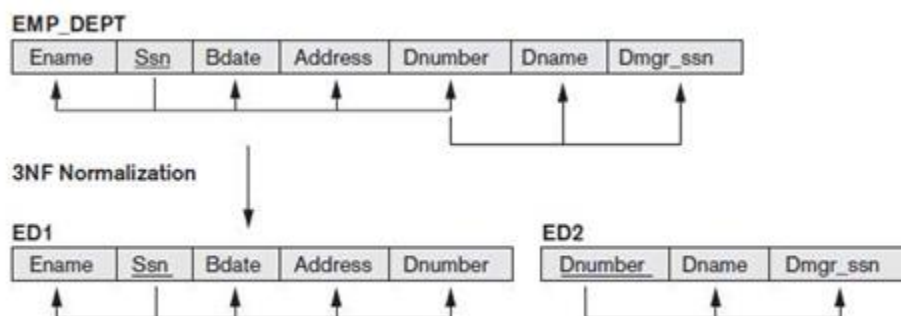 EMP_DEPT
Ename Ssn Bdate Address Dnumber Dname Dmgr_ssn
3NF Normalization
ED1 ED2
Ename Ssn Bdate Address Dnumber Dnumber Dname Dmgr_ssn